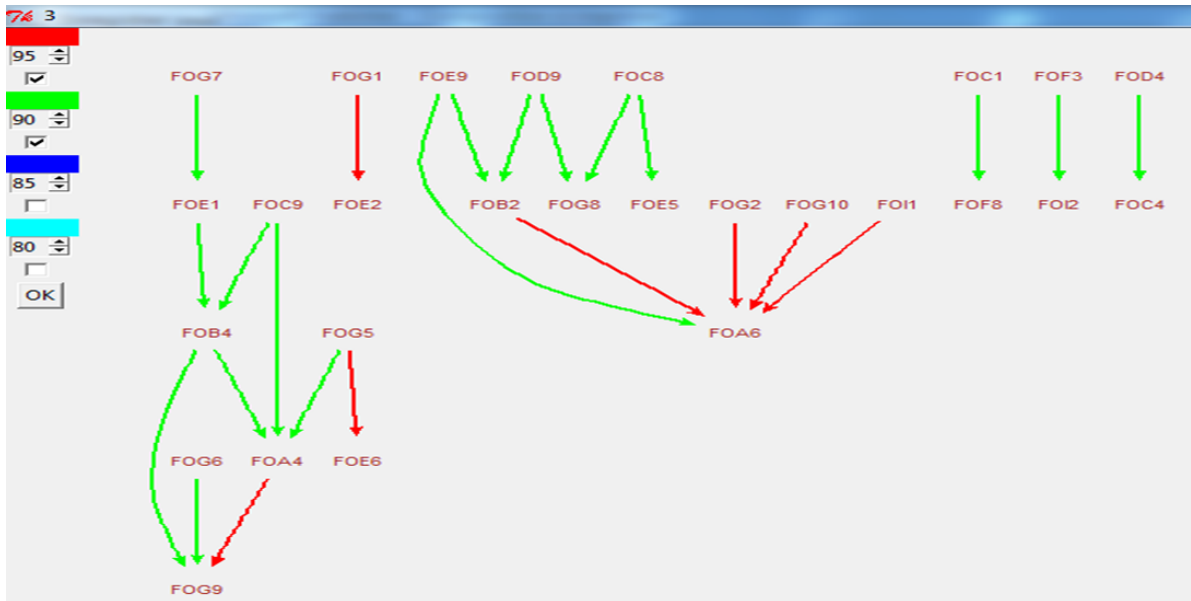 3
95
90
85
80
OK
FOG7 FOG1 FOE9 FOD9 FOC8 FOC1 FOF3 FOD4
FOE1 FOC9 FOE2 FOB2 FOG8 FOE5 FOG2 FOG10 FOI1 FOF8 FOI2 FOC4
FOB4 FOG5 FOA6
FOG6 FOA4 FOE6
FOG9